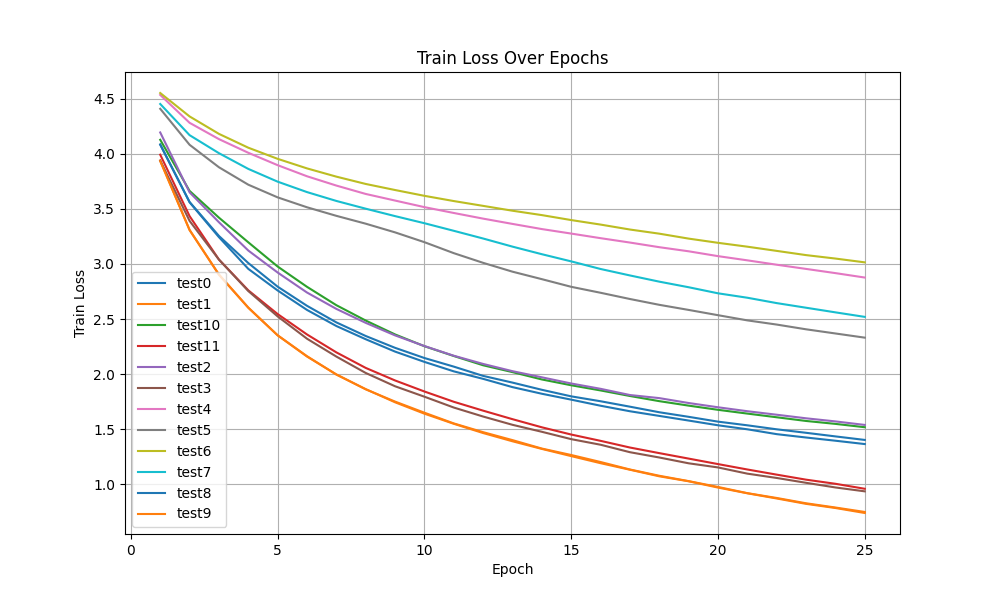 Train Loss Over Epochs
4.5
4.0
3.5
3.0
2.5
2.0
1.5
1.0
Train Loss
test0
test1
test10
test11
test2
test3
test4
test5
test6
test7
test8
test9
0 5 10 15 20 25
Epoch